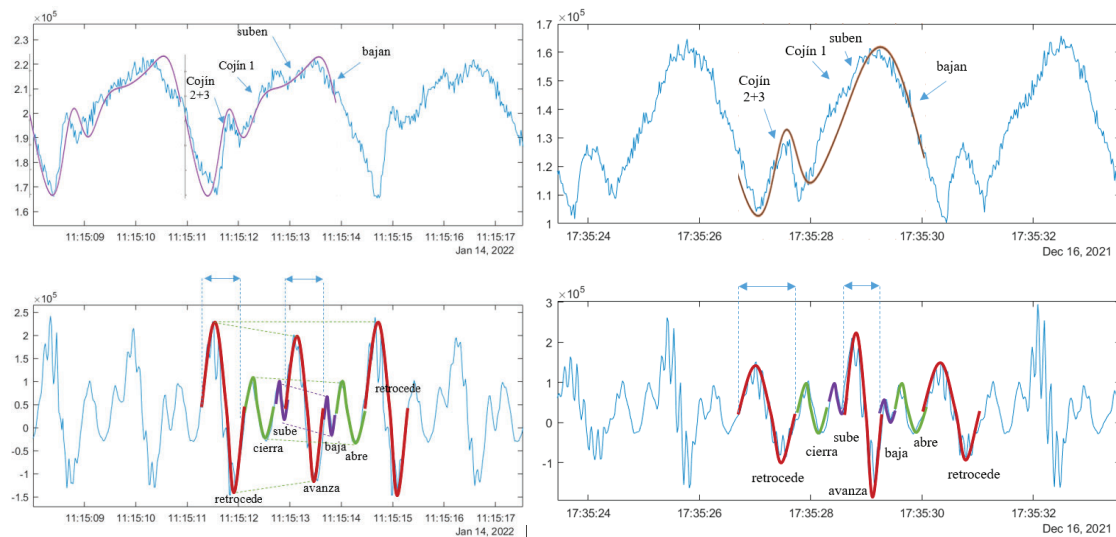 ×10⁵
2.3
2.2
2.1
2
1.9
1.8
1.7
1.6
suben
bajan
Cojín 1
Cojín
2+3
11:15:09 11:15:10 11:15:11 11:15:12 11:15:13 11:15:14 11:15:15 11:15:16 11:15:17
Jan 14, 2022
×10⁵
1.7
1.6
1.5
1.4
1.3
1.2
1.1
1
suben
Cojín 1
bajan
Cojín
2+3
17:35:24 17:35:26 17:35:28 17:35:30 17:35:32
Dec 16, 2021
×10⁵
2.5
2
1.5
1
0.5
0
-0.5
-1
-1.5
retrocede
sube
cierra
baja
abre
avanza
retrocede
11:15:09 11:15:10 11:15:11 11:15:12 11:15:13 11:15:14 11:15:15 11:15:16 11:15:17
Jan 14, 2022
×10⁵
3
2
1
0
-1
sube
cierra
baja
abre
retrocede
retrocede
avanza
17:35:24 17:35:26 17:35:28 17:35:30 17:35:32
Dec 16, 2021